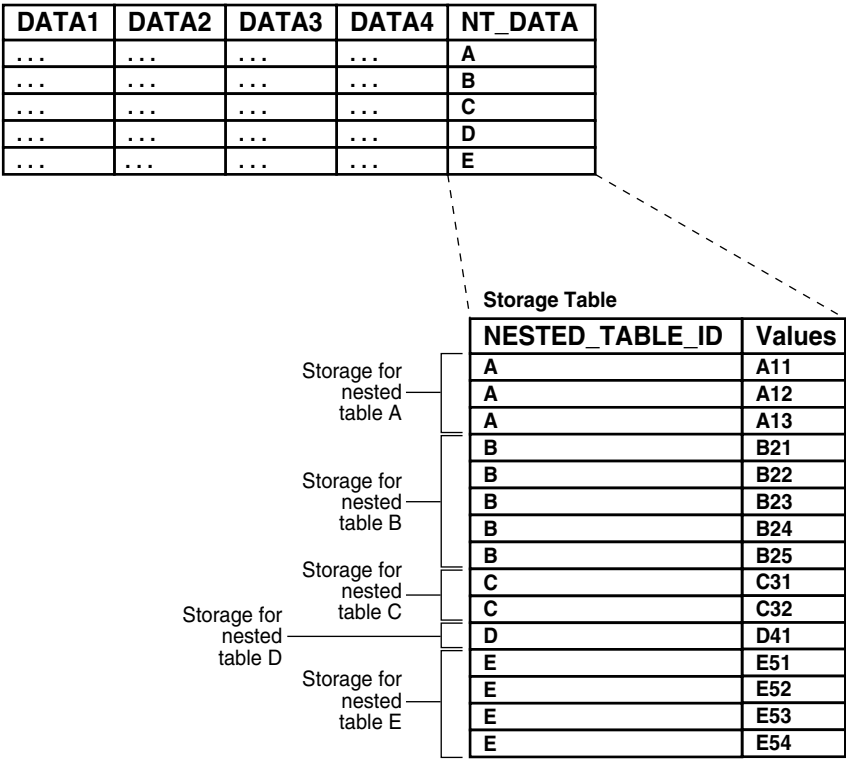 DATA1 DATA2 DATA3 DATA4 NT_DATA
... ... ... ... A
... ... ... ... B
... ... ... ... C
... ... ... ... D
... ... ... ... E
Storage Table
NESTED_TABLE_ID Values
A A11
A A12
A A13
B B21
B B22
B B23
B B24
B B25
C C31
C C32
D D41
E E51
E E52
E E53
E E54
Storage for
nested
table A
Storage for
nested
table B
Storage for
nested
table C
Storage for
nested
table D
Storage for
nested
table E